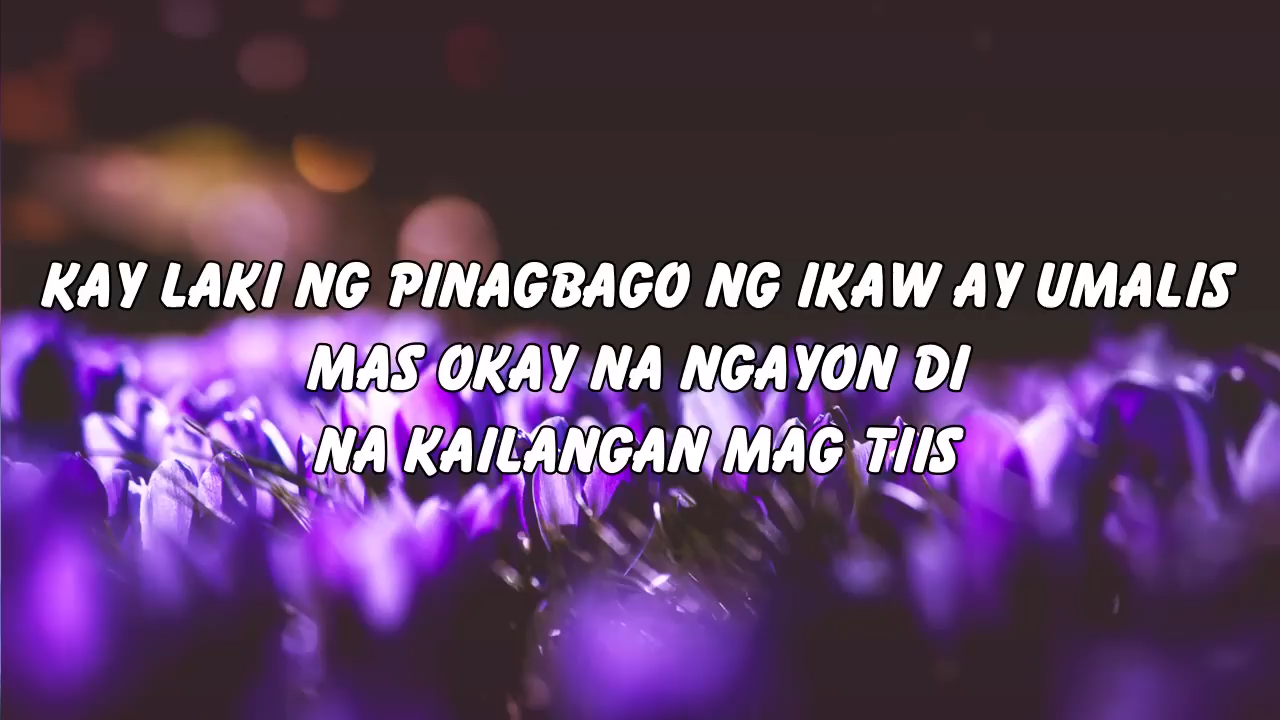 KAY LAKI NG PINAGBAGO NG IKAW AY UMALIS
MAS OKAY NA NGAYON DI
NA KAILANGAN MAG TIIS